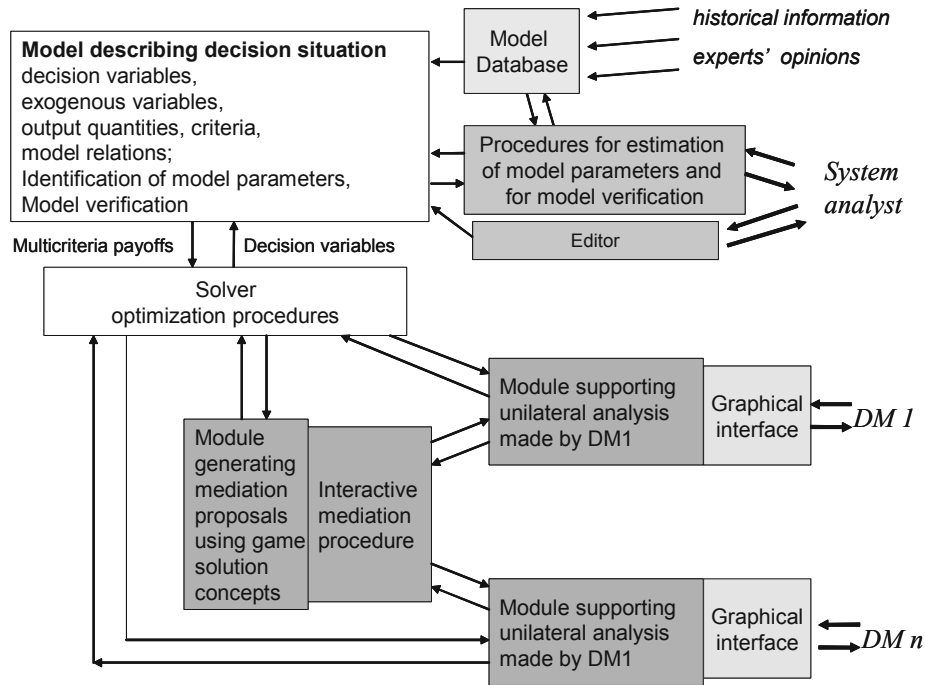 Model describing decision situation
decision variables,
exogenous variables,
output quantities, criteria,
model relations;
Identification of model parameters,
Model verification
Model
Database
historical information
experts' opinions
Procedures for estimation
of model parameters and
for model verification
System
analyst
Editor
Multicriteria payoffs
Decision variables
Solver
optimization procedures
Module supporting
unilateral analysis
made by DM1
Graphical
interface
DM 1
Module
generating
mediation
proposals
using game
solution
concepts
Interactive
mediation
procedure
Module supporting
unilateral analysis
made by DM1
Graphical
interface
DM n